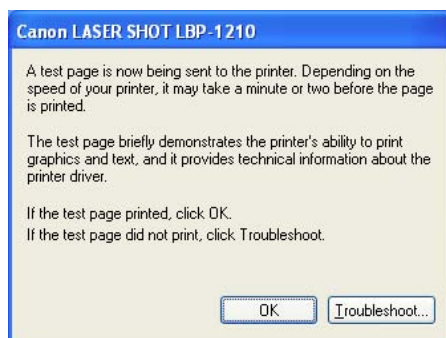 Canon LASER SHOT LBP-1210
A test page is now being sent to the printer. Depending on the
speed of your printer, it may take a minute or two before the page
is printed.
The test page briefly demonstrates the printer's ability to print
graphics and text, and it provides technical information about the
printer driver.
If the test page printed, click OK.
If the test page did not print, click Troubleshoot.
OK
Troubleshoot...